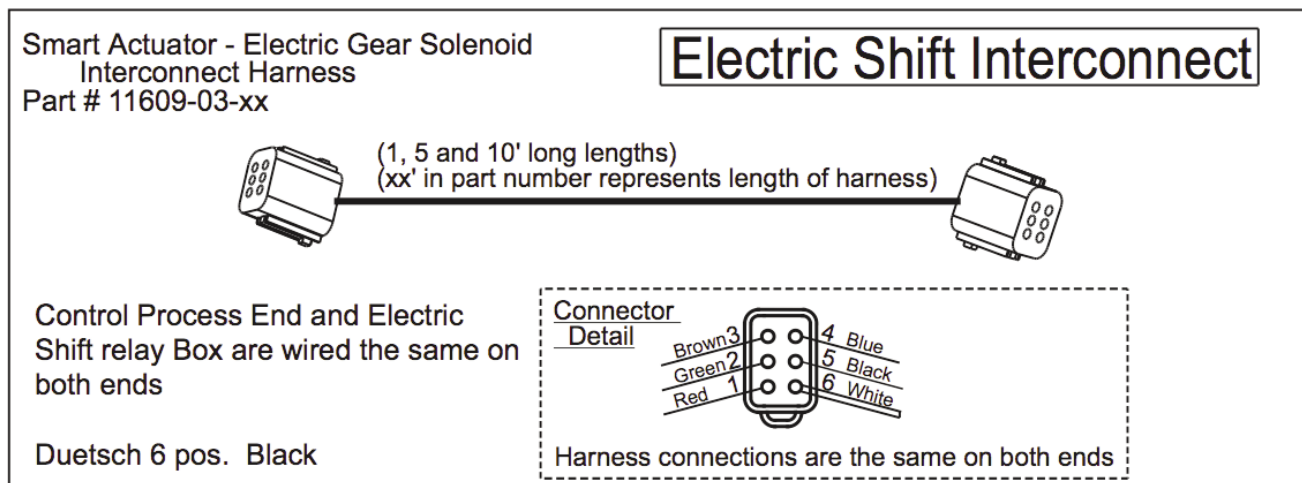 Smart Actuator - Electric Gear Solenoid
Interconnect Harness
Part # 11609-03-xx
Electric Shift Interconnect
(1, 5 and 10' long lengths)
(xx' in part number represents length of harness)
Control Process End and Electric
Shift relay Box are wired the same on
both ends
Duetsch 6 pos. Black
Connector
Detail
Brown 3
4 Blue
Green 2
5 Black
Red 1
6 White
Harness connections are the same on both ends